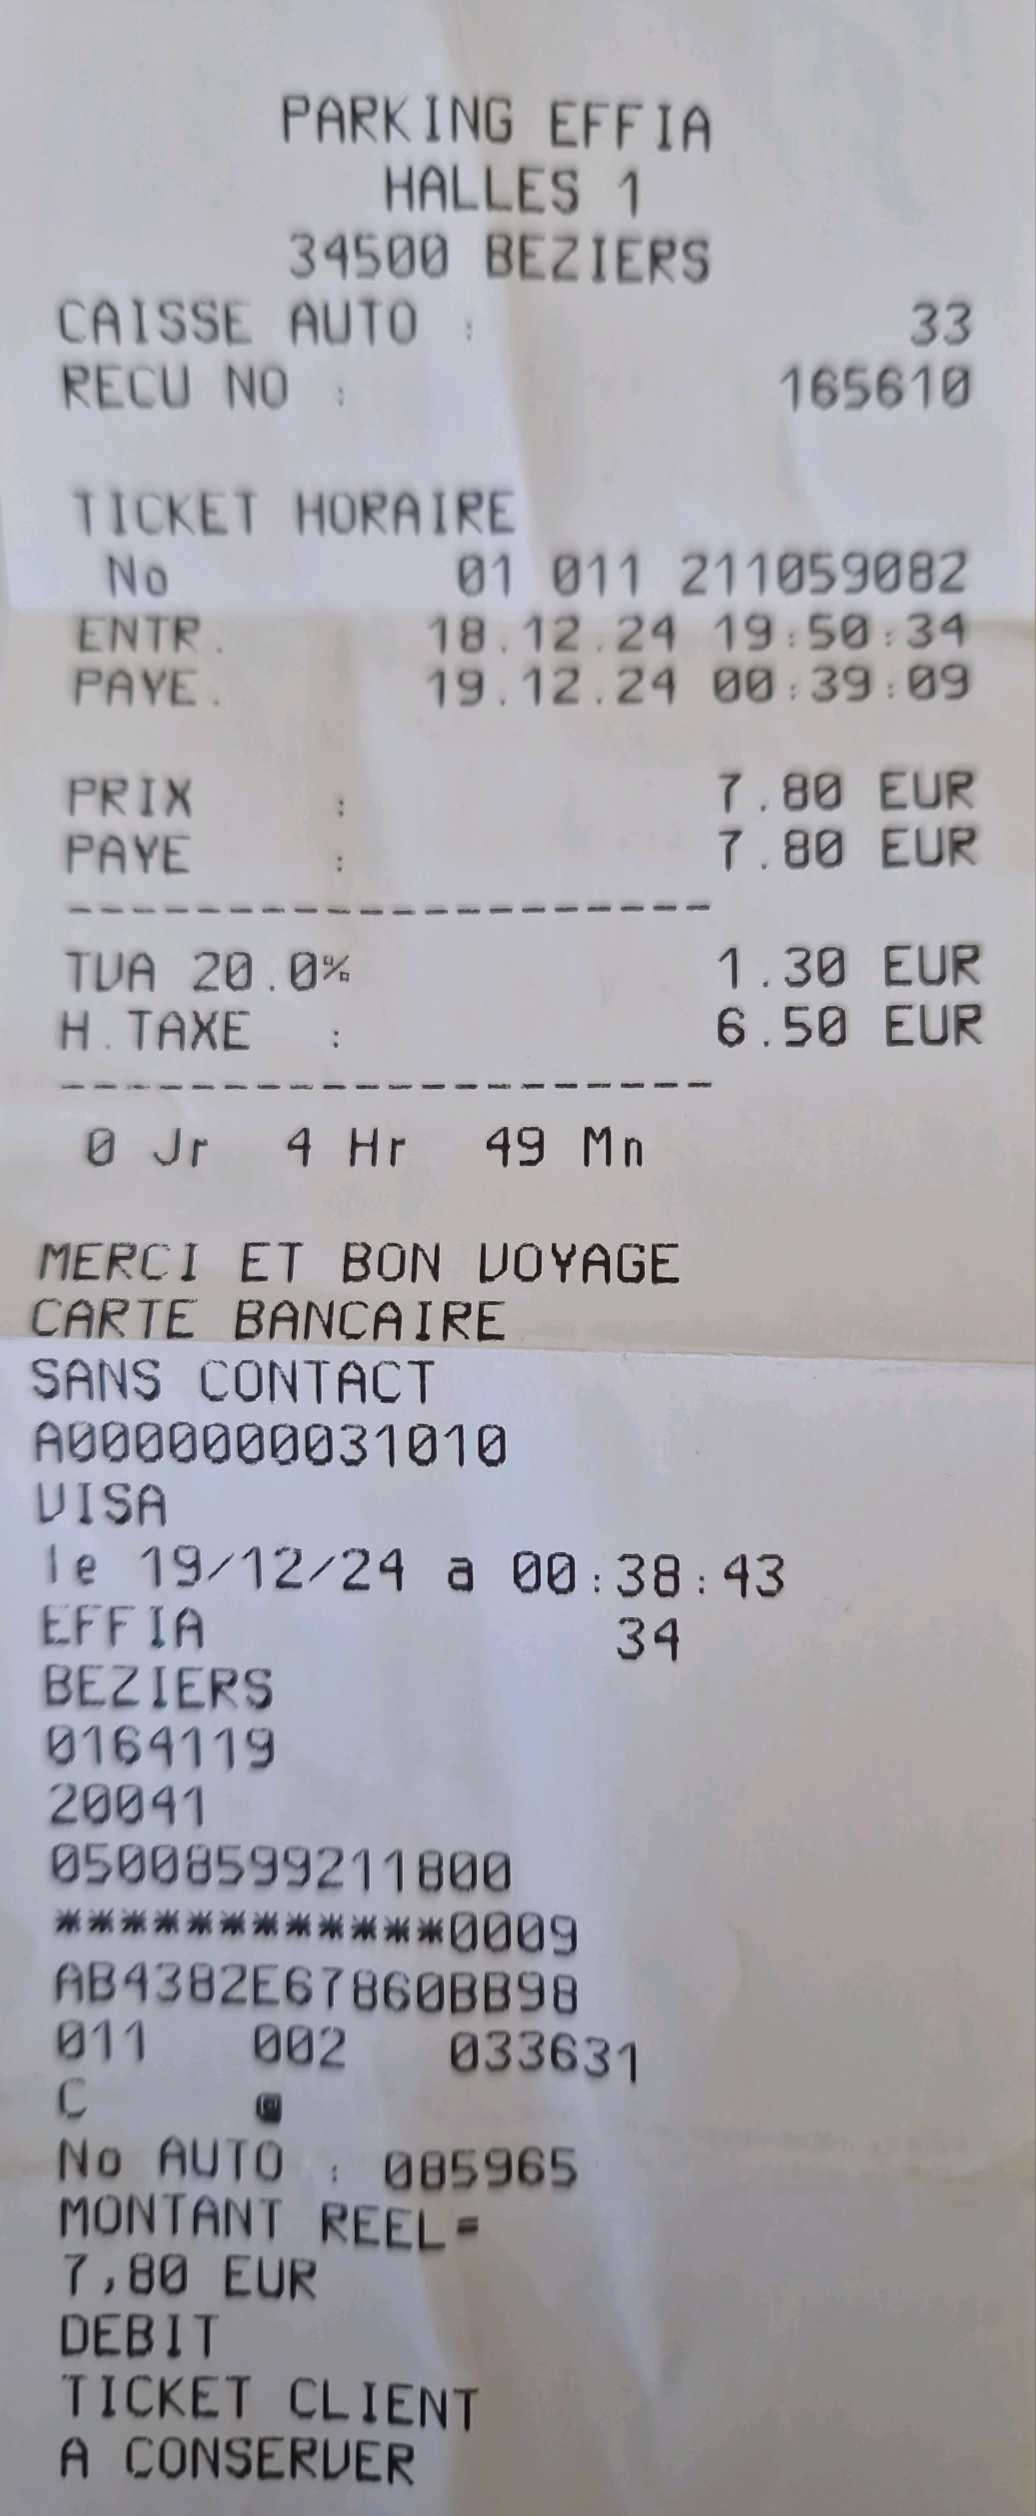 PARKING EFFIA
HALLES 1
34500 BEZIERS
CAISSE AUTO : 33
RECU NO : 165610
TICKET HORAIRE
No 01 011 211059082
ENTR. 18.12.24 19:50:34
PAYE. 19.12.24 00:39:09
PRIX : 7.80 EUR
PAYE : 7.80 EUR
--------------------
TVA 20.0% 1.30 EUR
H.TAXE : 6.50 EUR
--------------------
0 Jr 4 Hr 49 Mn
MERCI ET BON VOYAGE
CARTE BANCAIRE
SANS CONTACT
A0000000031010
VISA
le 19/12/24 a 00:38:43
EFFIA 34
BEZIERS
0164119
20041
05008599211800
************0009
AB4382E67860BB98
011 002 033631
C @
No AUTO : 085965
MONTANT REEL=
7,80 EUR
DEBIT
TICKET CLIENT
A CONSERVER